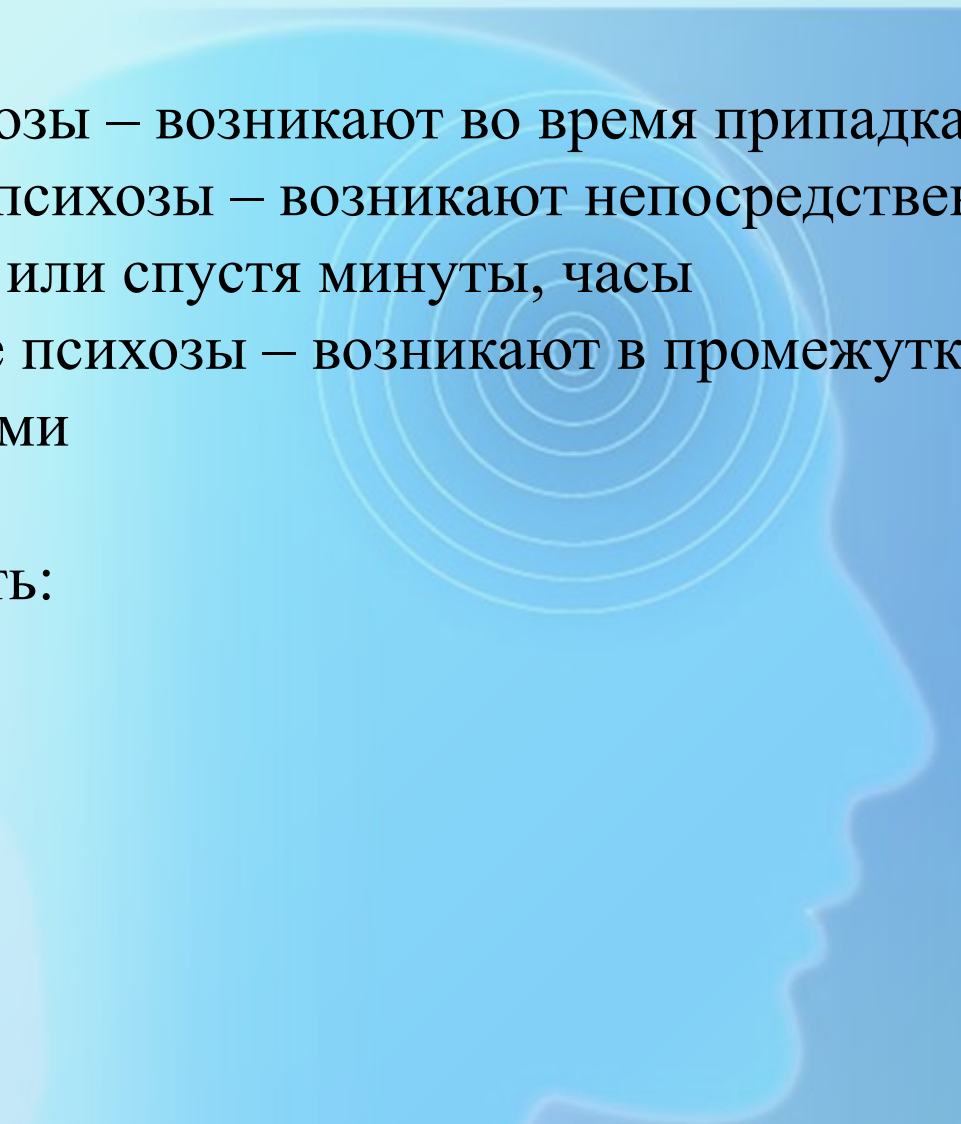 озы – возникают во время припадка
психозы – возникают непосредствен
или спустя минуты, часы
е психозы – возникают в промежутк
ми
ть: